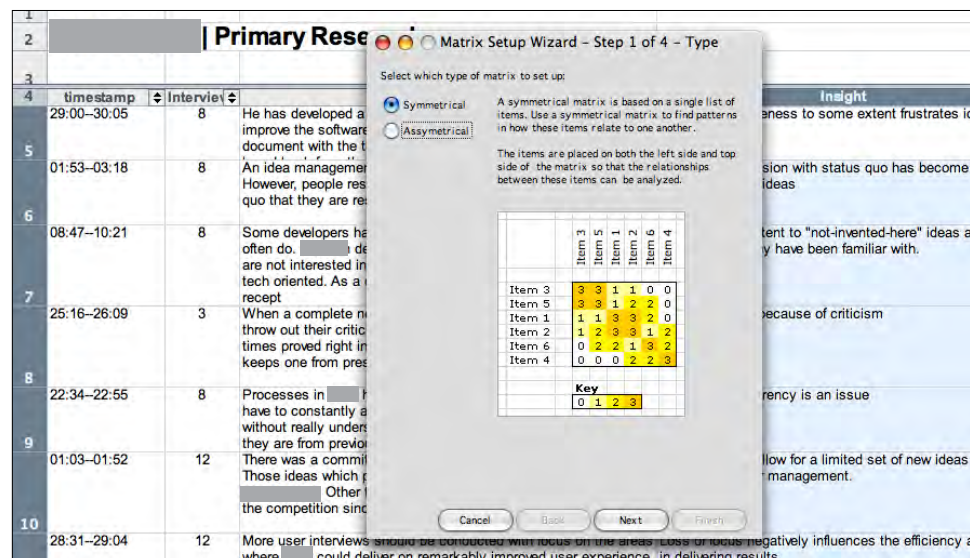 1
2
| Primary Rese
3
4 timestamp Interviev Insight
29:00--30:05 8 He has developed a
improve the software
document with the t
5
eness to some extent frustrates
01:53--03:18 8 An idea managemen
However, people res
quo that they are re
6
sion with status quo has become
ideas
08:47--10:21 8 Some developers ha
often do. de
are not interested in
tech oriented. As a
recept
7
tent to "not-invented-here" ideas a
y have been familiar with.
25:16--26:09 3 When a complete n
throw out their critic
times proved right in
keeps one from pres
8
ecause of criticism
22:34--22:55 8 Processes in h
have to constantly a
without really unders
they are from previo
9
rency is an issue
01:03--01:52 12 There was a commit
Those ideas which p
Other
the competition sinc
10
llow for a limited set of new ideas
management.
28:31--29:04 12 More user interviews should be conducted with focus on the areas
where could deliver on remarkably improved user experience.
Loss of focus negatively influences the efficiency a
in delivering results
Matrix Setup Wizard – Step 1 of 4 – Type
Select which type of matrix to set up:
Symmetrical
Assymetrical
A symmetrical matrix is based on a single list of
items. Use a symmetrical matrix to find patterns
in how these items relate to one another.
The items are placed on both the left side and top
side of the matrix so that the relationships
between these items can be analyzed.
Item 3 Item 5 Item 1 Item 2 Item 6 Item 4
Item 3 3 3 1 1 0 0
Item 5 3 3 1 2 2 0
Item 1 1 1 3 3 2 0
Item 2 1 2 3 3 1 2
Item 6 0 2 2 1 3 2
Item 4 0 0 0 2 2 3
Key
0 1 2 3
Cancel Back Next Finish